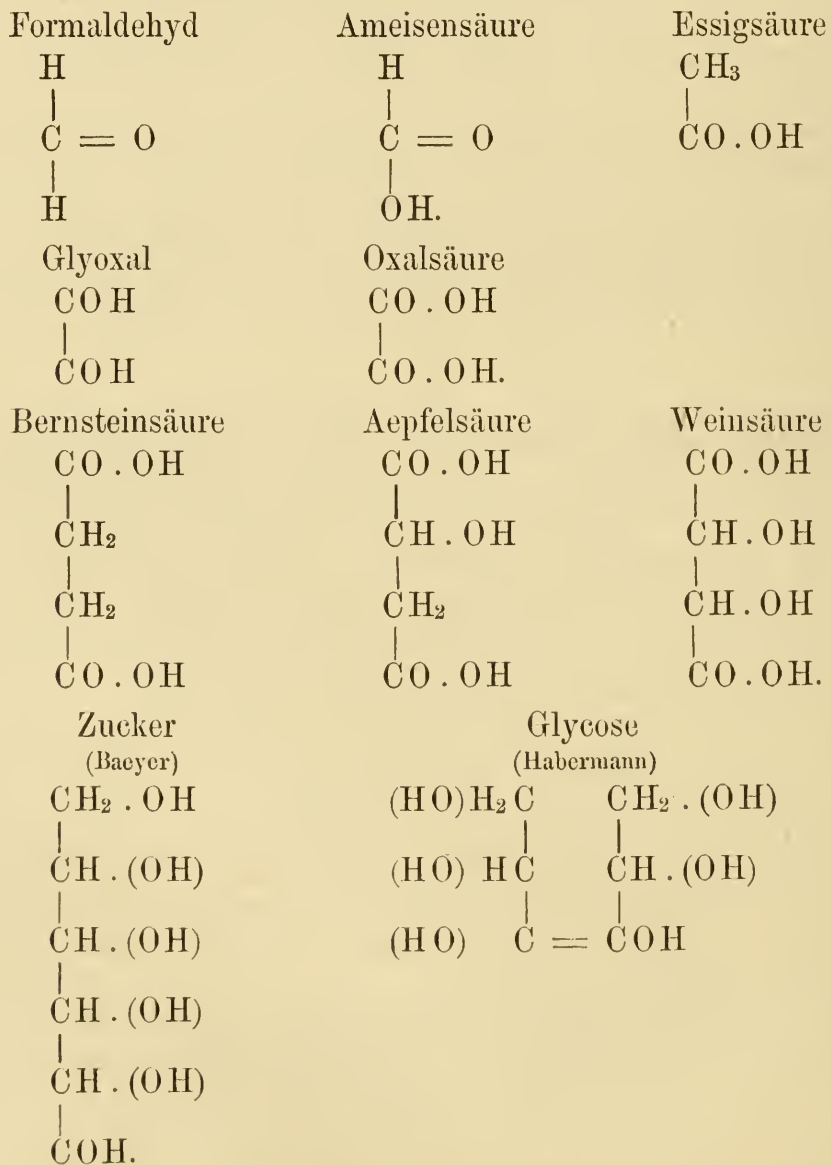 Formaldehyd Ameisensäure Essigsäure
H H CH₃
| | |
C = O C = O CO.OH
| |
H OH.
Glyoxal Oxalsäure
COH CO.OH
| |
COH CO.OH.
Bernsteinsäure Aepfelsäure Weinsäure
CO.OH CO.OH CO.OH
| | |
CH₂ CH.OH CH.OH
| | |
CH₂ CH₂ CH.OH
| | |
CO.OH CO.OH CO.OH.
Zucker Glycose
(Baeyer) (Habermann)
CH₂.OH (HO)H₂C CH₂.(OH)
| | |
CH.(OH) (HO) HC CH.(OH)
| | |
CH.(OH) (HO) C = COH
|
CH.(OH)
|
CH.(OH)
|
COH.